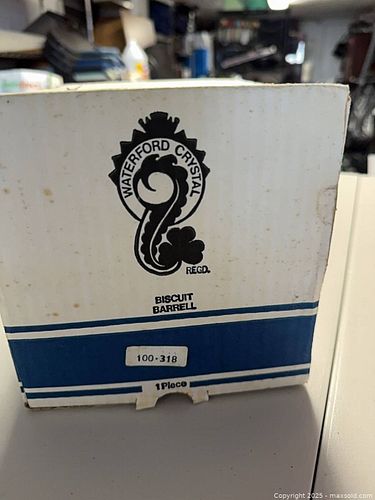 WATERFORD CRYSTAL
REGD.
BISCUIT
BARRELL
100-318
1 Piece
Copyright 2025 - maxsold.com